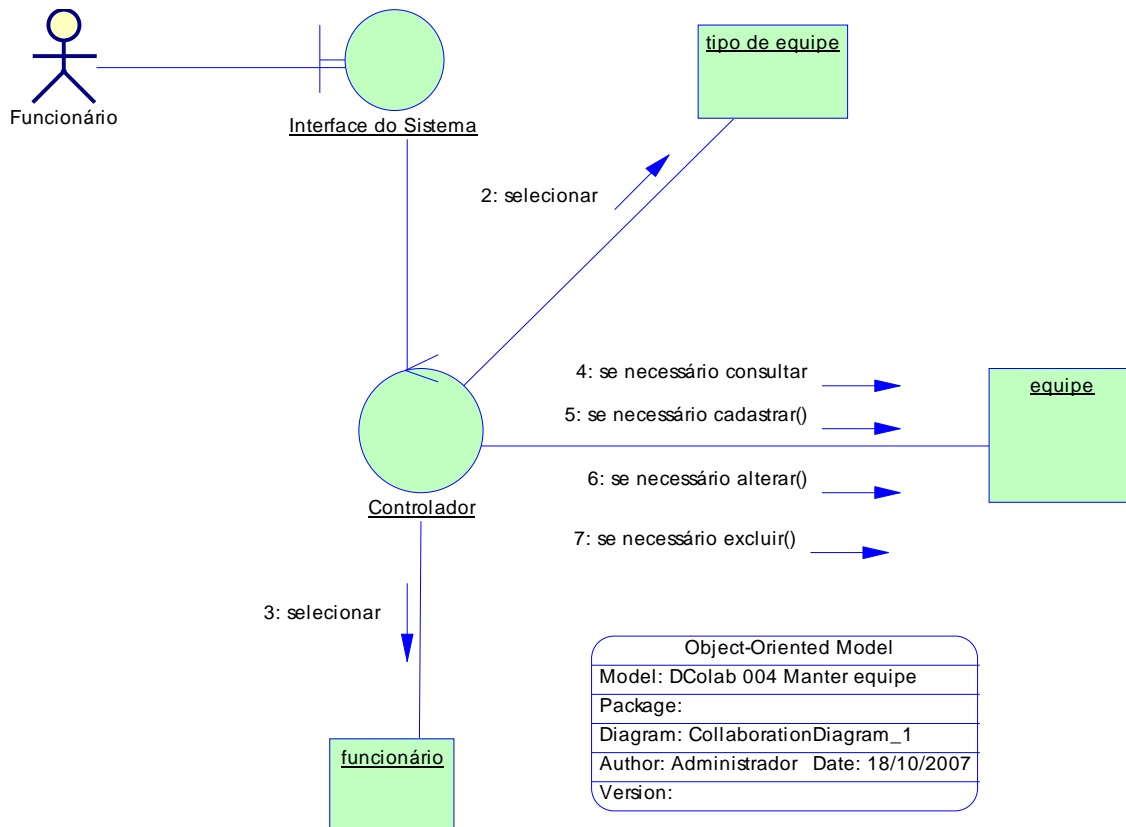 Funcionário
Interface do Sistema
tipo de equipe
2: selecionar
4: se necessário consultar
5: se necessário cadastrar()
6: se necessário alterar()
7: se necessário excluir()
equipe
Controlador
3: selecionar
funcionário
Object-Oriented Model
Model: DColab 004 Manter equipe
Package:
Diagram: CollaborationDiagram_1
Author: Administrador Date: 18/10/2007
Version: